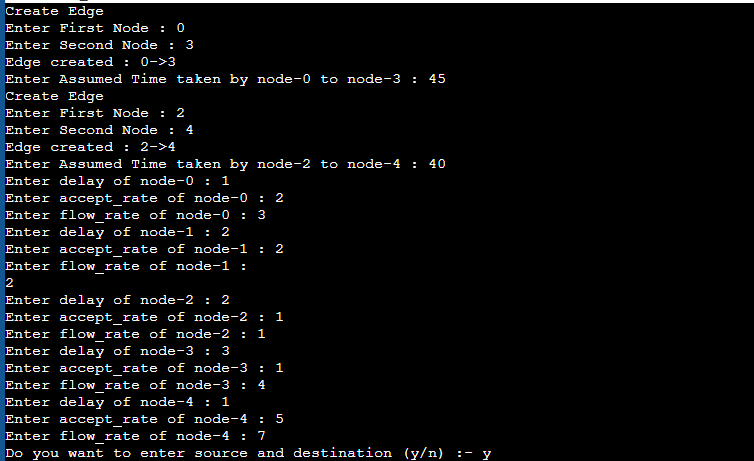 Create Edge
Enter First Node : 0
Enter Second Node : 3
Edge created : 0->3
Enter Assumed Time taken by node-0 to node-3 : 45
Create Edge
Enter First Node : 2
Enter Second Node : 4
Edge created : 2->4
Enter Assumed Time taken by node-2 to node-4 : 40
Enter delay of node-0 : 1
Enter accept_rate of node-0 : 2
Enter flow_rate of node-0 : 3
Enter delay of node-1 : 2
Enter accept_rate of node-1 : 2
Enter flow_rate of node-1 :
2
Enter delay of node-2 : 2
Enter accept_rate of node-2 : 1
Enter flow_rate of node-2 : 1
Enter delay of node-3 : 3
Enter accept_rate of node-3 : 1
Enter flow_rate of node-3 : 4
Enter delay of node-4 : 1
Enter accept_rate of node-4 : 5
Enter flow_rate of node-4 : 7
Do you want to enter source and destination (y/n) :- y